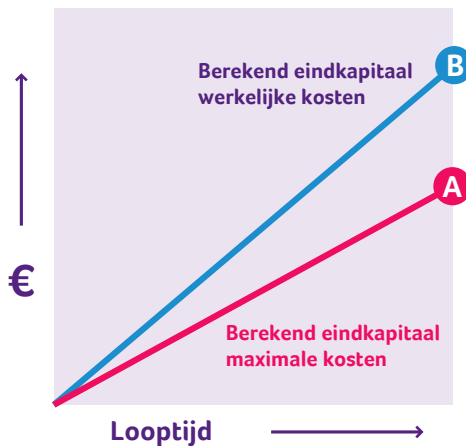 B
Berekend eindkapitaal
werkelijke kosten
A
€
Berekend eindkapitaal
maximale kosten
Looptijd